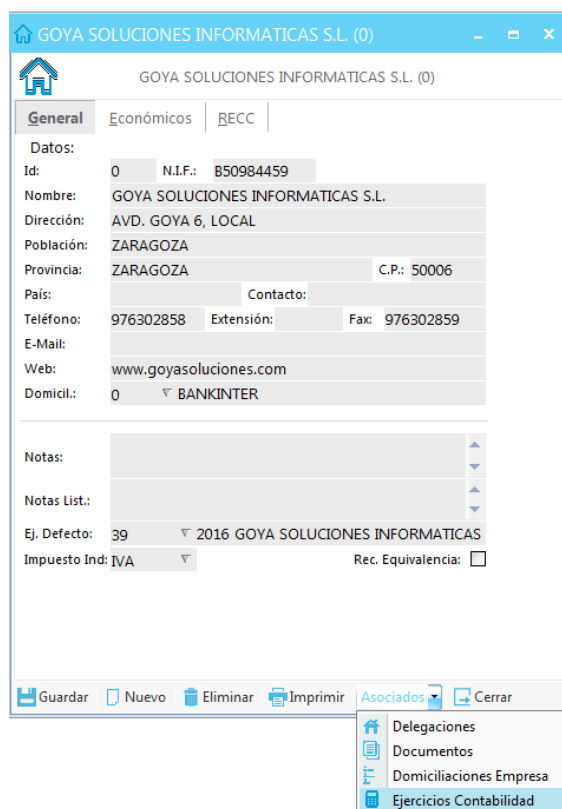 GOYA SOLUCIONES INFORMATICAS S.L. (0)
GOYA SOLUCIONES INFORMATICAS S.L. (0)
General Económicos RECC
Datos:
Id: 0 N.I.F.: B50984459
Nombre: GOYA SOLUCIONES INFORMATICAS S.L.
Dirección: AVD. GOYA 6, LOCAL
Población: ZARAGOZA
Provincia: ZARAGOZA C.P.: 50006
País: Contacto:
Teléfono: 976302858 Extensión: Fax: 976302859
E-Mail:
Web: www.goyasoluciones.com
Domicil.: 0 BANKINTER
Notas:
Notas List.:
Ej. Defecto: 39 2016 GOYA SOLUCIONES INFORMATICAS
Impuesto Ind: IVA Rec. Equivalencia:
Guardar Nuevo Eliminar Imprimir Asociados Cerrar
Delegaciones
Documentos
Domiciliaciones Empresa
Ejercicios Contabilidad